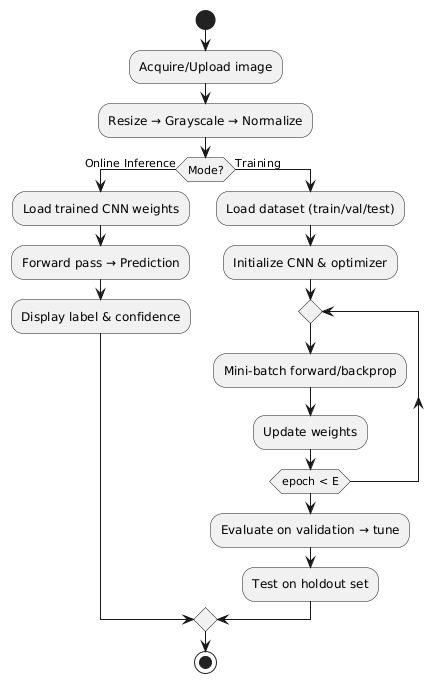 Acquire/Upload image
Resize → Grayscale → Normalize
Mode?
Online Inference
Training
Load trained CNN weights
Forward pass → Prediction
Display label & confidence
Load dataset (train/val/test)
Initialize CNN & optimizer
Mini-batch forward/backprop
Update weights
epoch < E
Evaluate on validation → tune
Test on holdout set